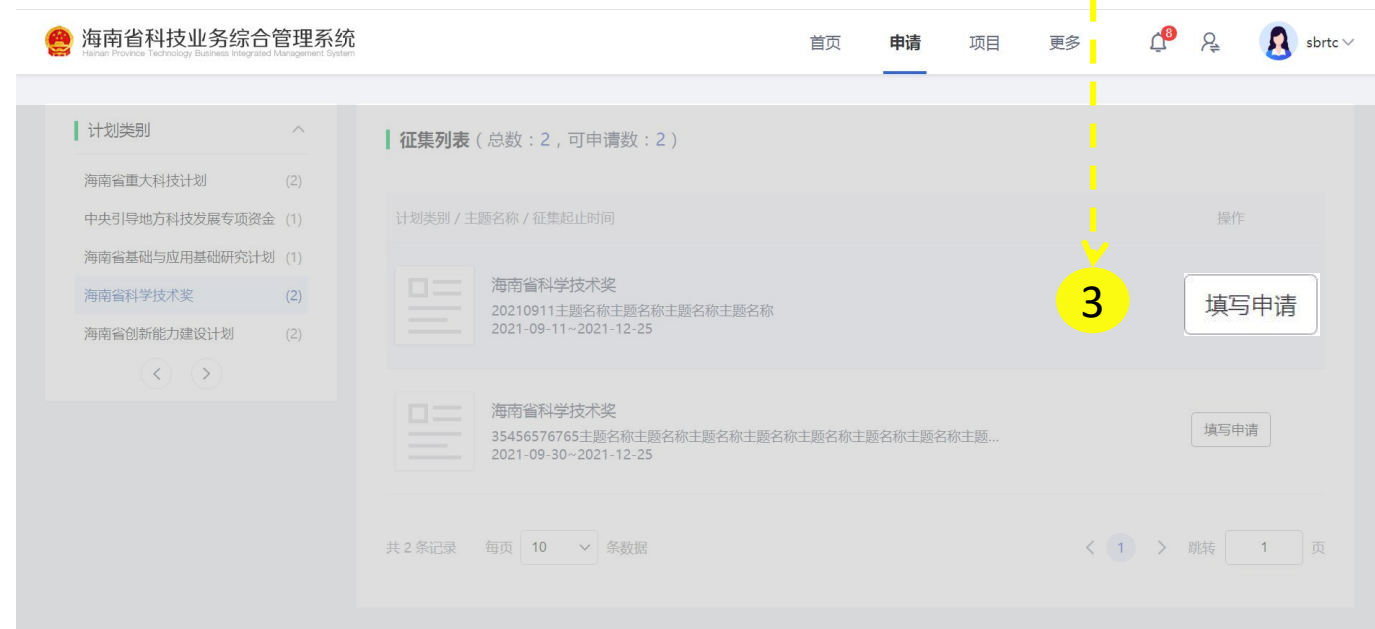 海南省科技业务综合管理系统
Hainan Province Technology Business Integrated Management System
首页 申请 项目 更多 8 sbrtc
计划类别
海南省重大科技计划 (2)
中央引导地方科技发展专项资金 (1)
海南省基础与应用基础研究计划 (1)
海南省科学技术奖 (2)
海南省创新能力建设计划 (2)
征集列表（总数：2，可申请数：2）
计划类别 / 主题名称 / 征集起止时间 操作
海南省科学技术奖
20210911主题名称主题名称主题名称主题名称
2021-09-11~2021-12-25
3 填写申请
海南省科学技术奖
35456576765主题名称主题名称主题名称主题名称主题名称主题名称主题...
2021-09-30~2021-12-25
填写申请
共 2 条记录 每页 10 条数据 1 跳转 1 页